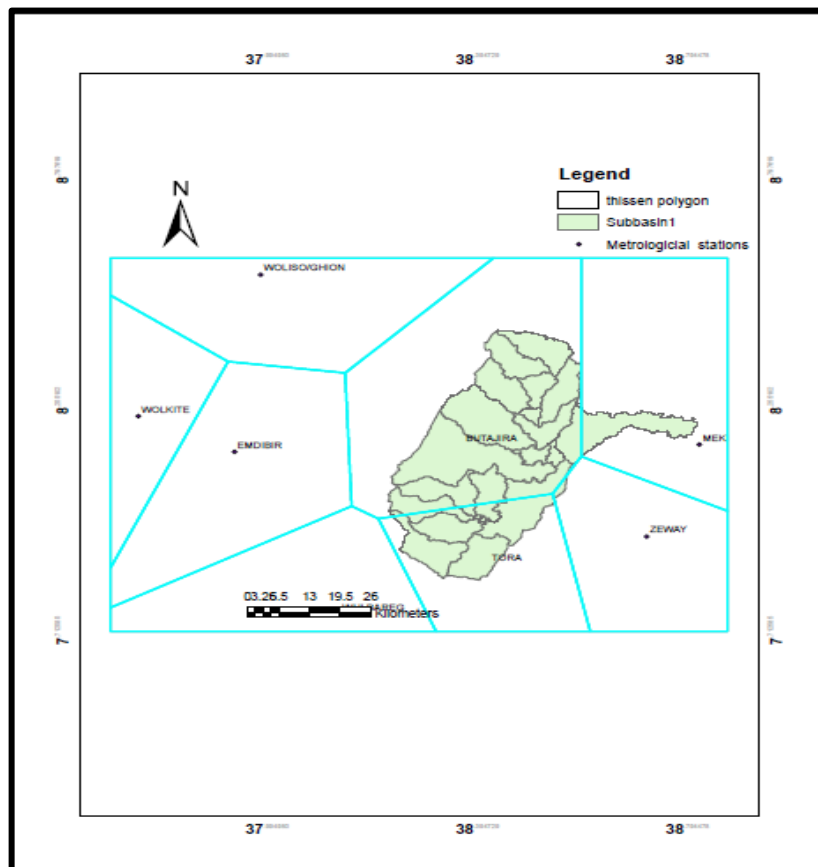 37 38 38
8 8
N
Legend
thissen polygon
Subbasin1
Metrologicial stations
WOLISO/GHION
8 8
WOLKITE
BUTAJIRA
MEK
EMDIBIR
ZEWAY
TORA
03.26.5 13 19.5 26
Kilometers
7 7
37 38 38